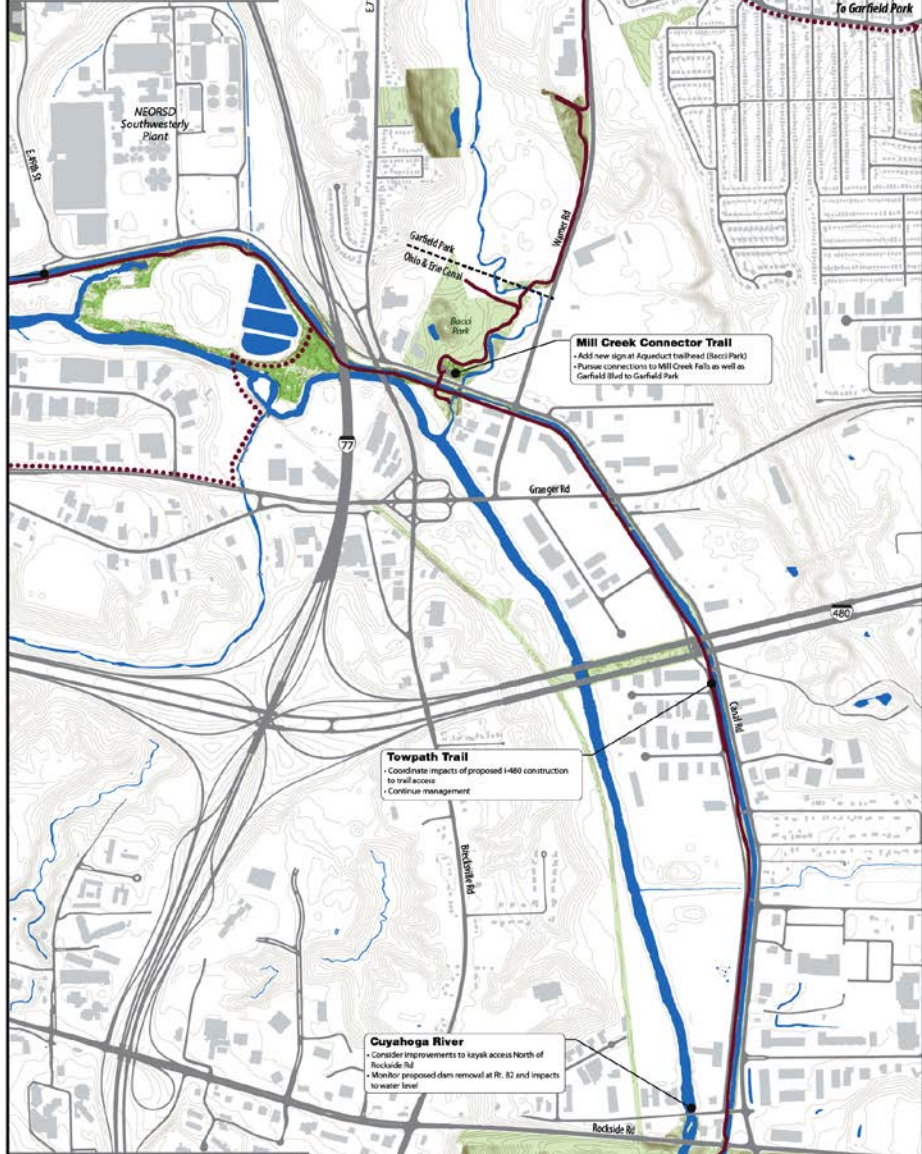 To Garfield Park
NEORSD
Southwesterly
Plant
E 49th St
Warner Rd
Garfield Park
Ohio & Erie Canal
Bacci
Park
Mill Creek Connector Trail
• Add new sign at Aqueduct trailhead (Bacci Park)
• Pursue connections to Mill Creek Falls as well as
Garfield Blvd to Garfield Park
77
Granger Rd
480
Canal Rd
Towpath Trail
• Coordinate impacts of proposed I-480 construction
to trail access
• Continue management
Brecksville Rd
Cuyahoga River
• Consider improvements to kayak access North of
Rockside Rd
• Monitor proposed dam removal at Rt. 82 and impacts
to water level
Rockside Rd